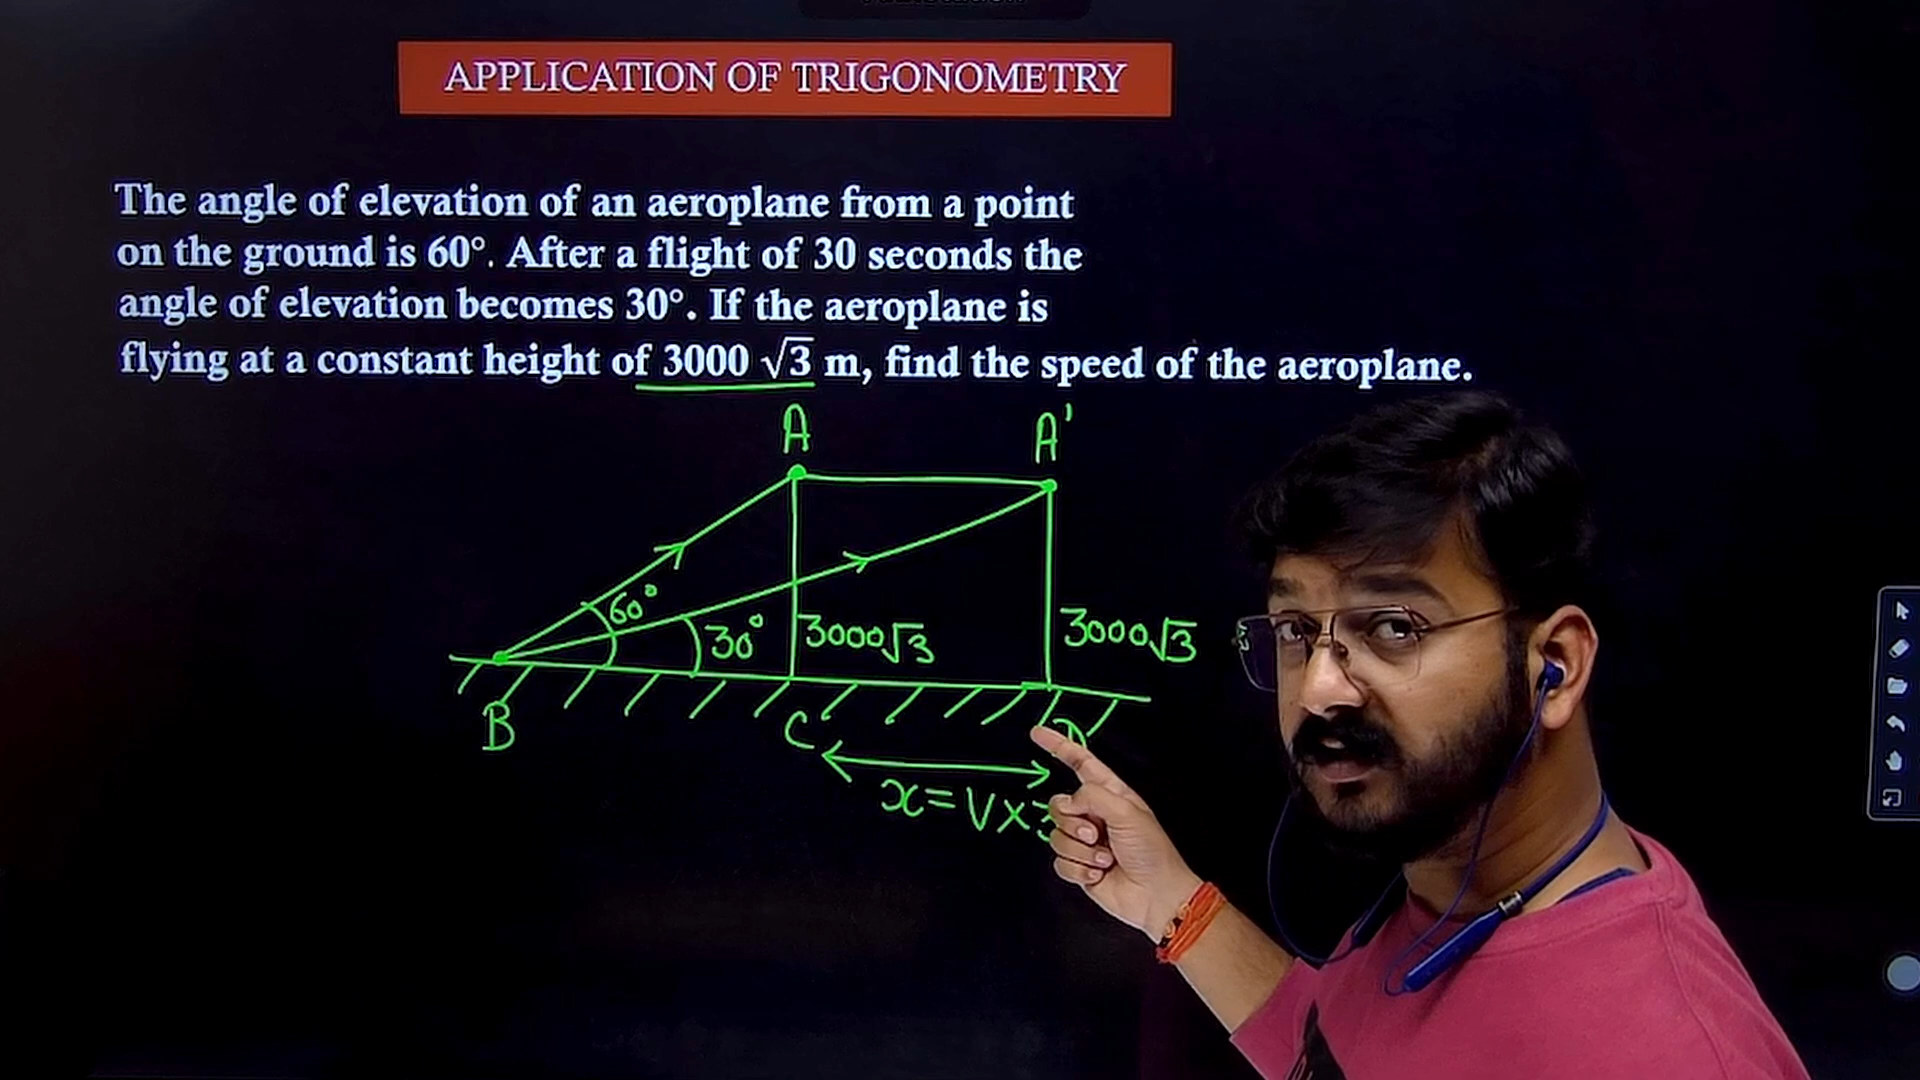 APPLICATION OF TRIGONOMETRY
The angle of elevation of an aeroplane from a point
on the ground is 60°. After a flight of 30 seconds the
angle of elevation becomes 30°. If the aeroplane is
flying at a constant height of 3000 √3 m, find the speed of the aeroplane.
A A'
60°
30° 3000√3 3000√3
B C D
x=V×3